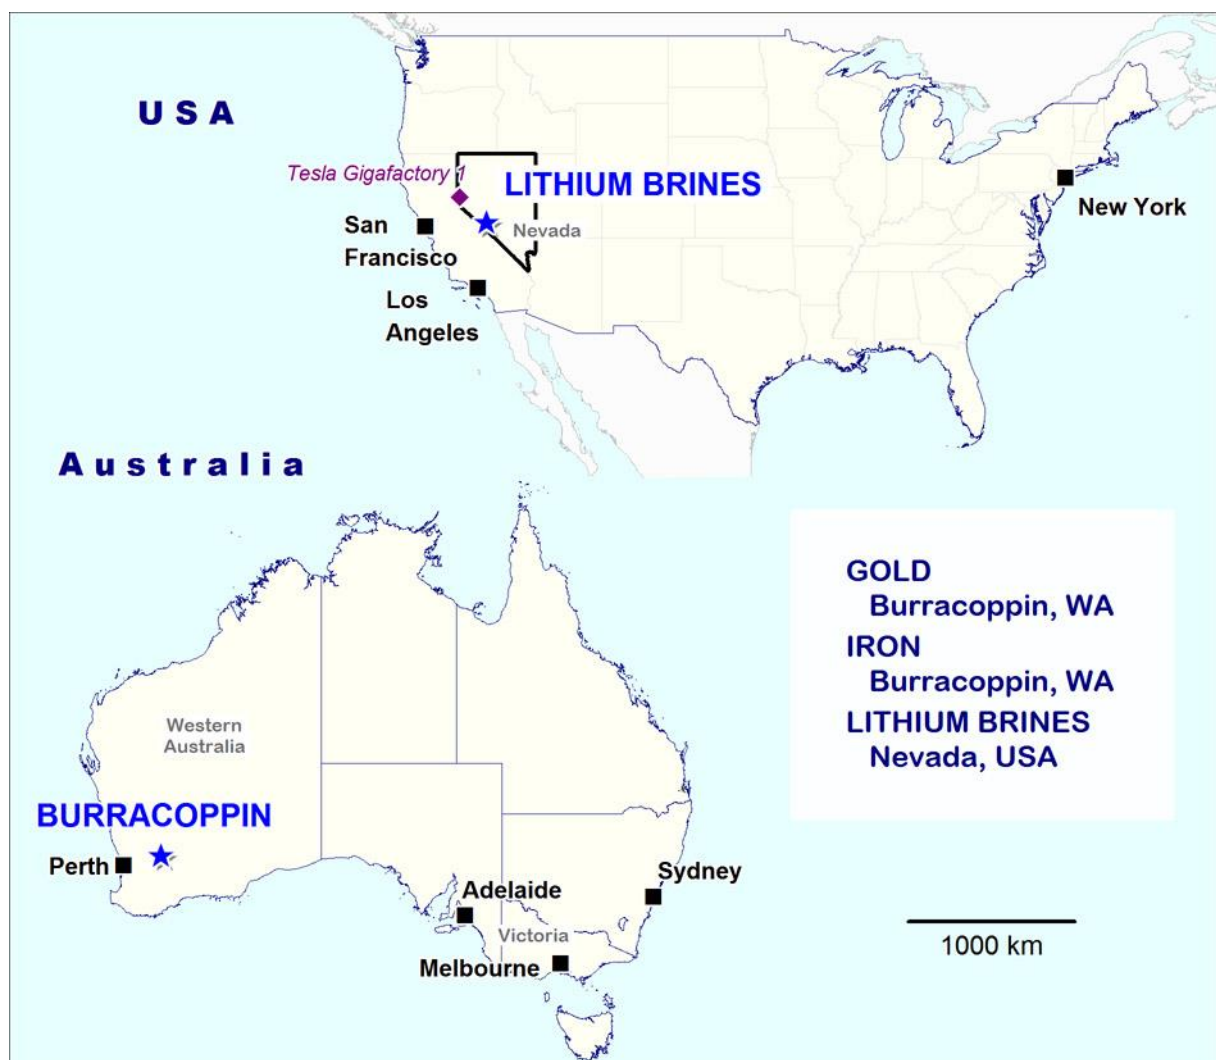 USA
Tesla Gigafactory 1
LITHIUM BRINES
Nevada
San
Francisco
Los
Angeles
New York
Australia
Western
Australia
BURRACOPPIN
Perth
Adelaide
Victoria
Melbourne
Sydney
GOLD
Burracoppin, WA
IRON
Burracoppin, WA
LITHIUM BRINES
Nevada, USA
1000 km